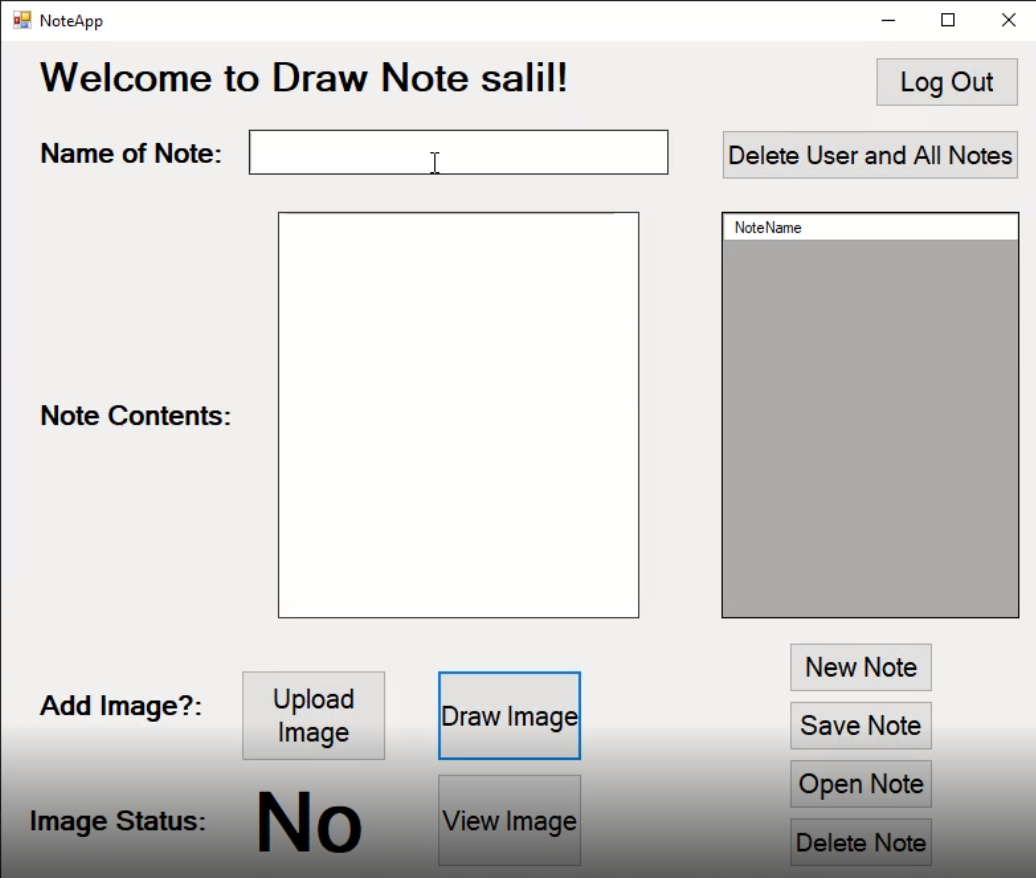 NoteApp
Welcome to Draw Note salil!
Log Out
Name of Note:
Delete User and All Notes
NoteName
Note Contents:
New Note
Add Image?:
Upload
Image
Draw Image
Save Note
Open Note
Image Status:
No
View Image
Delete Note